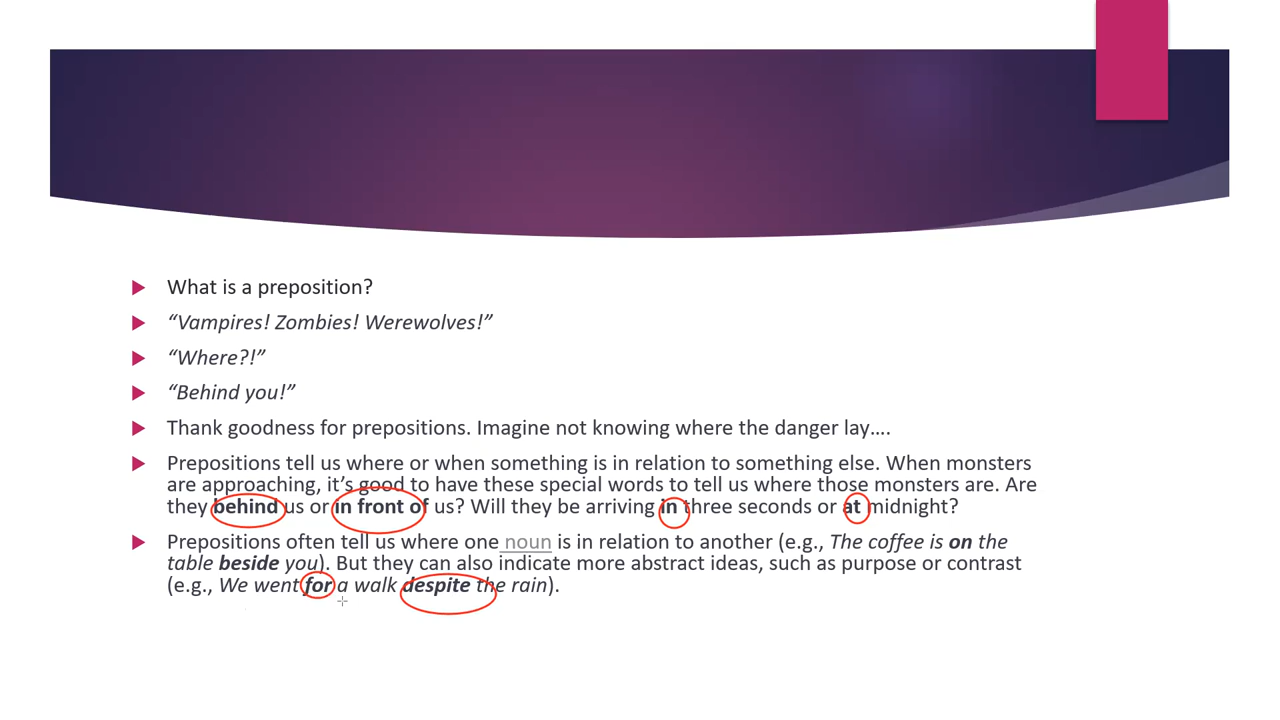 What is a preposition?
“Vampires! Zombies! Werewolves!”
“Where?!”
“Behind you!”
Thank goodness for prepositions. Imagine not knowing where the danger lay….
Prepositions tell us where or when something is in relation to something else. When monsters
are approaching, it’s good to have these special words to tell us where those monsters are. Are
they behind us or in front of us? Will they be arriving in three seconds or at midnight?
Prepositions often tell us where one noun is in relation to another (e.g., The coffee is on the
table beside you). But they can also indicate more abstract ideas, such as purpose or contrast
(e.g., We went for a walk despite the rain).